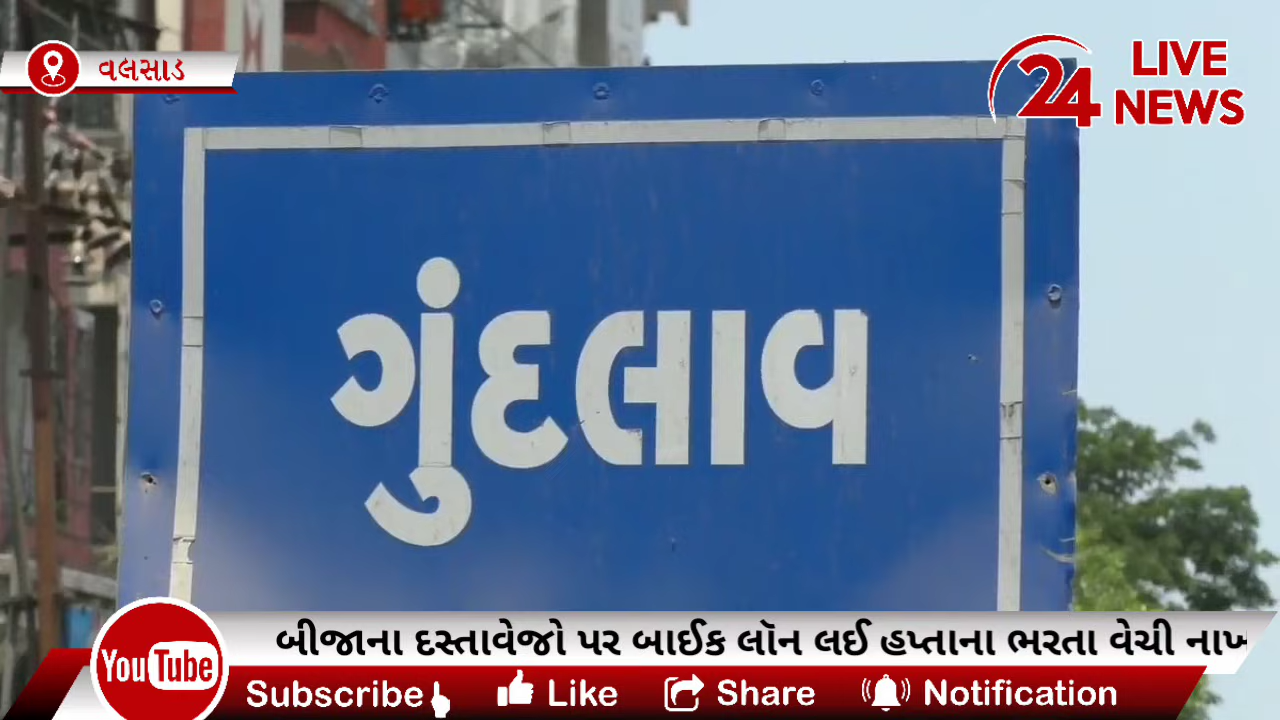 વલસાડ
24 LIVE NEWS
ગુંદલાવ
બીજાના દસ્તાવેજો પર બાઈક લૉન લઈ હપ્તાના ભરતા વેચી નાખ
YouTube
Subscribe Like Share Notification